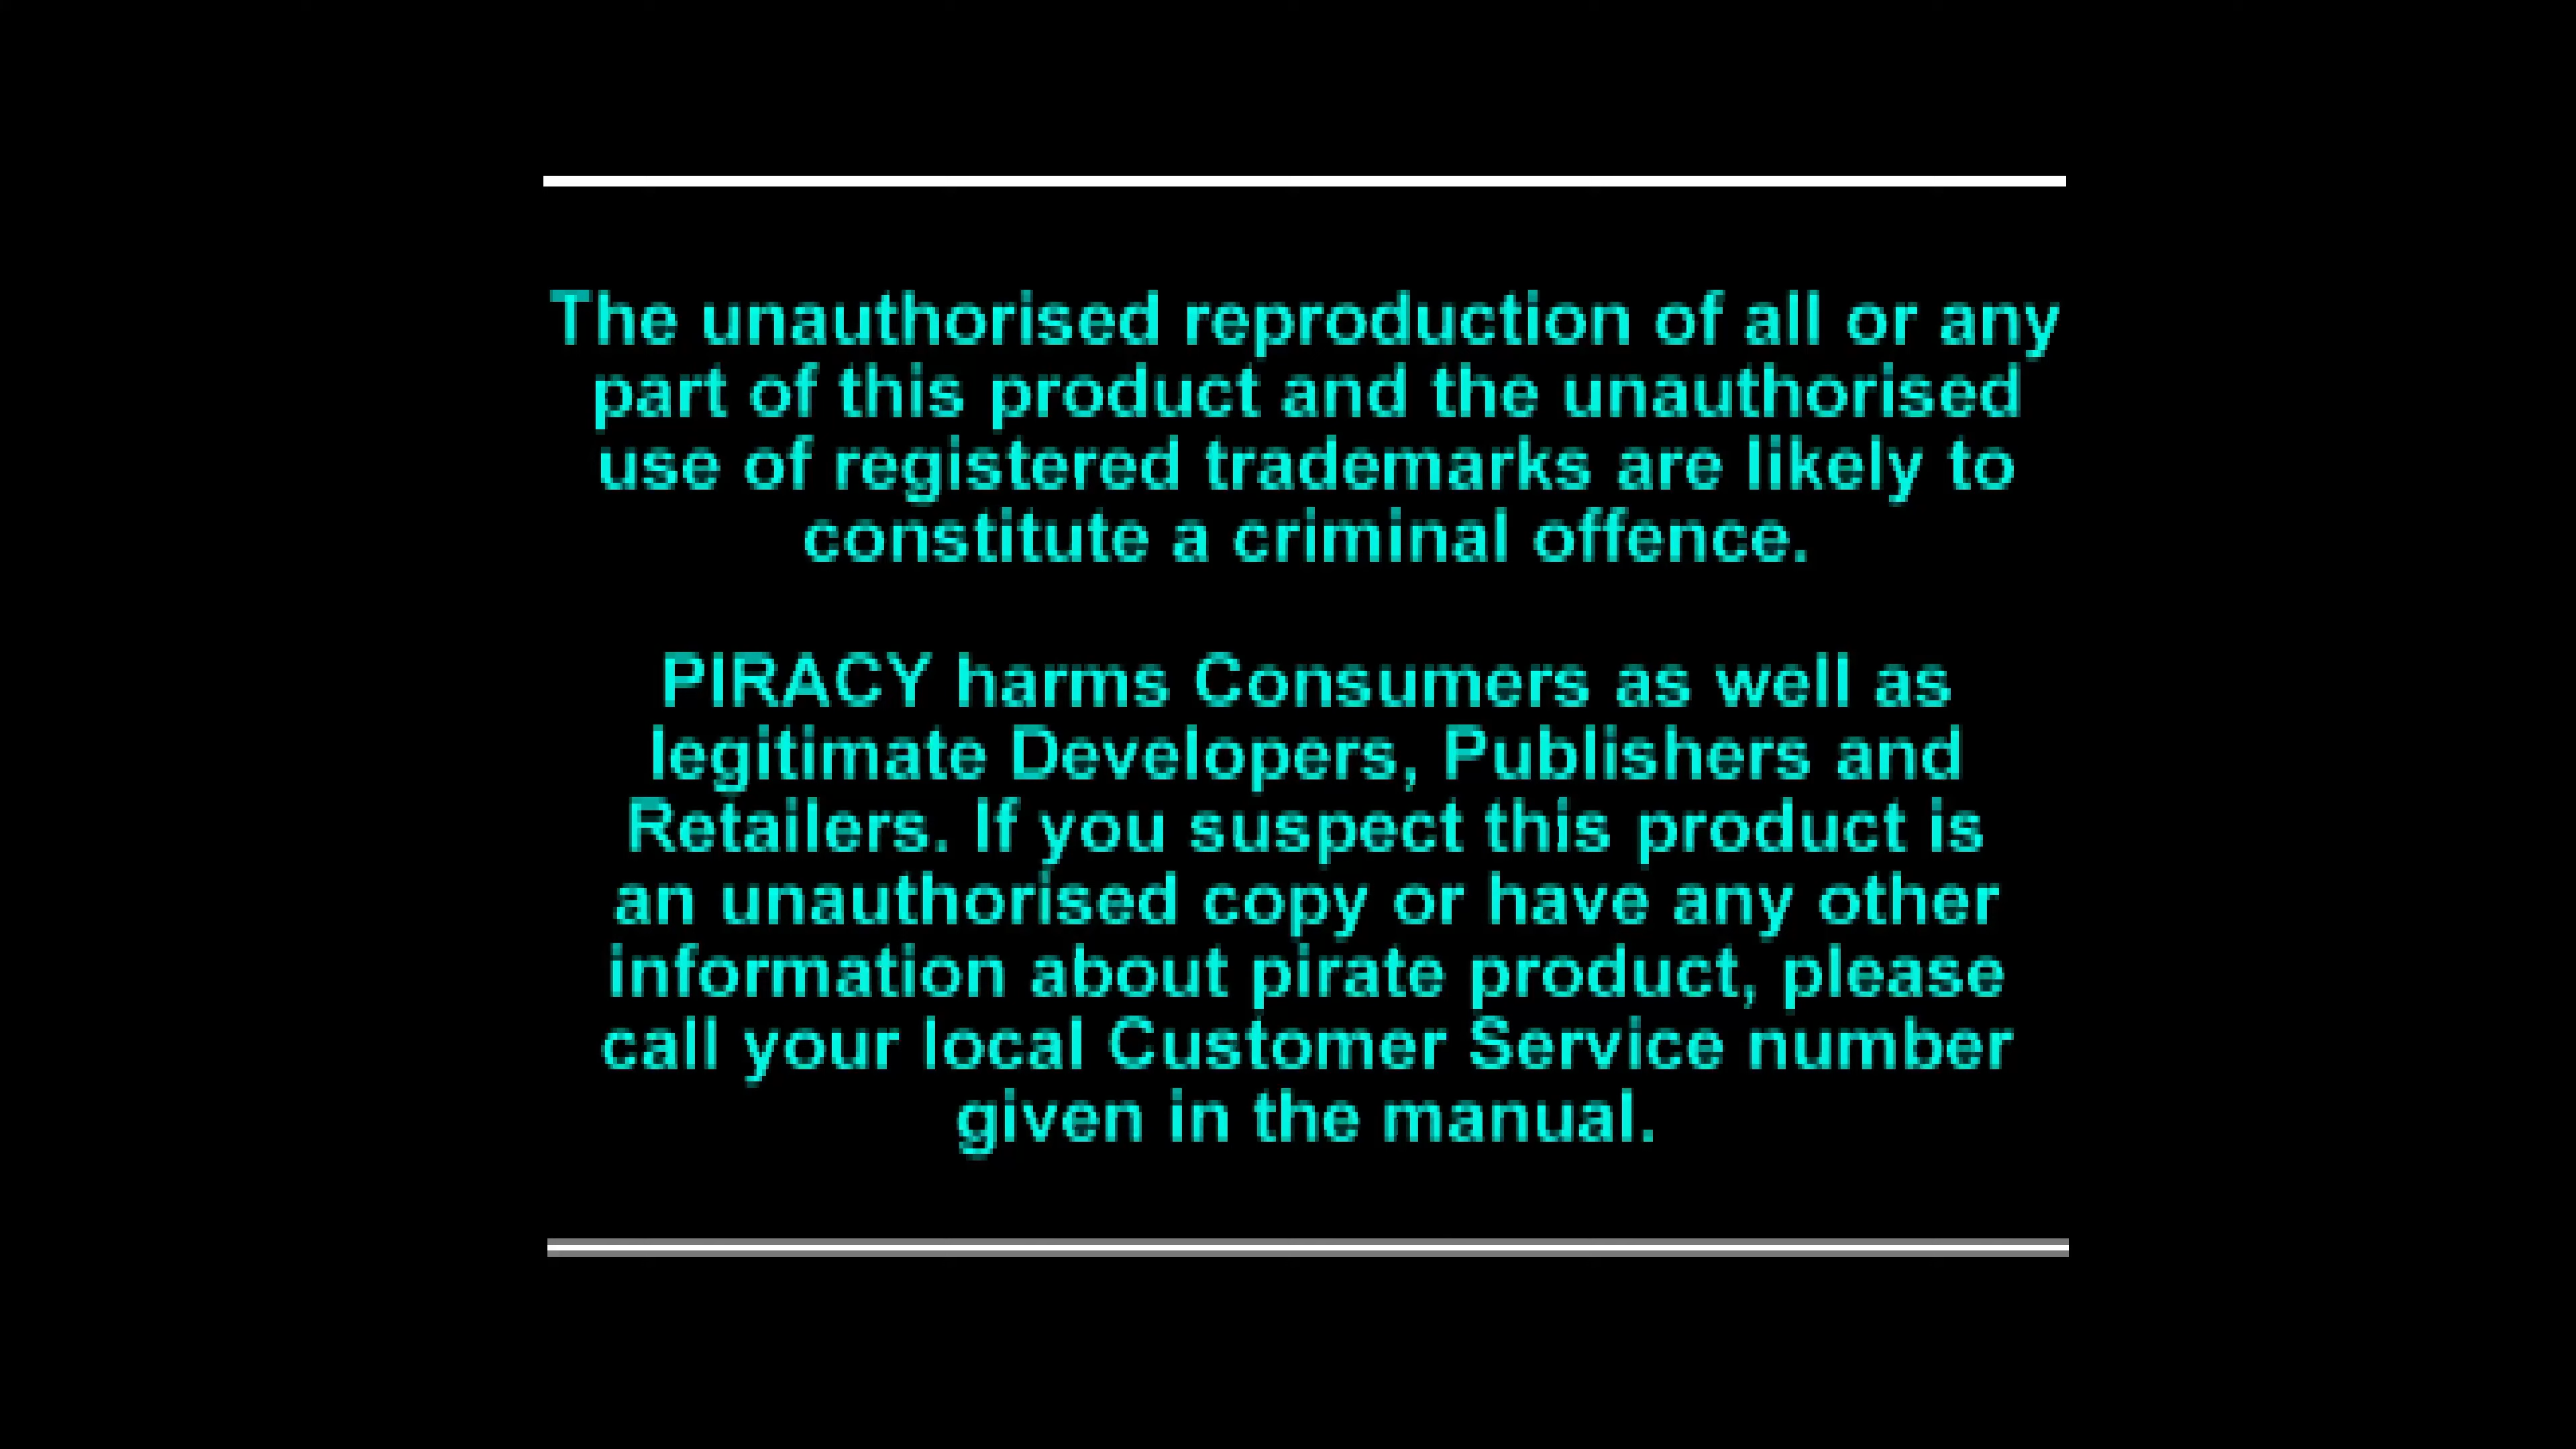 The unauthorised reproduction of all or any
part of this product and the unauthorised
use of registered trademarks are likely to
constitute a criminal offence.
PIRACY harms Consumers as well as
legitimate Developers, Publishers and
Retailers. If you suspect this product is
an unauthorised copy or have any other
information about pirate product, please
call your local Customer Service number
given in the manual.